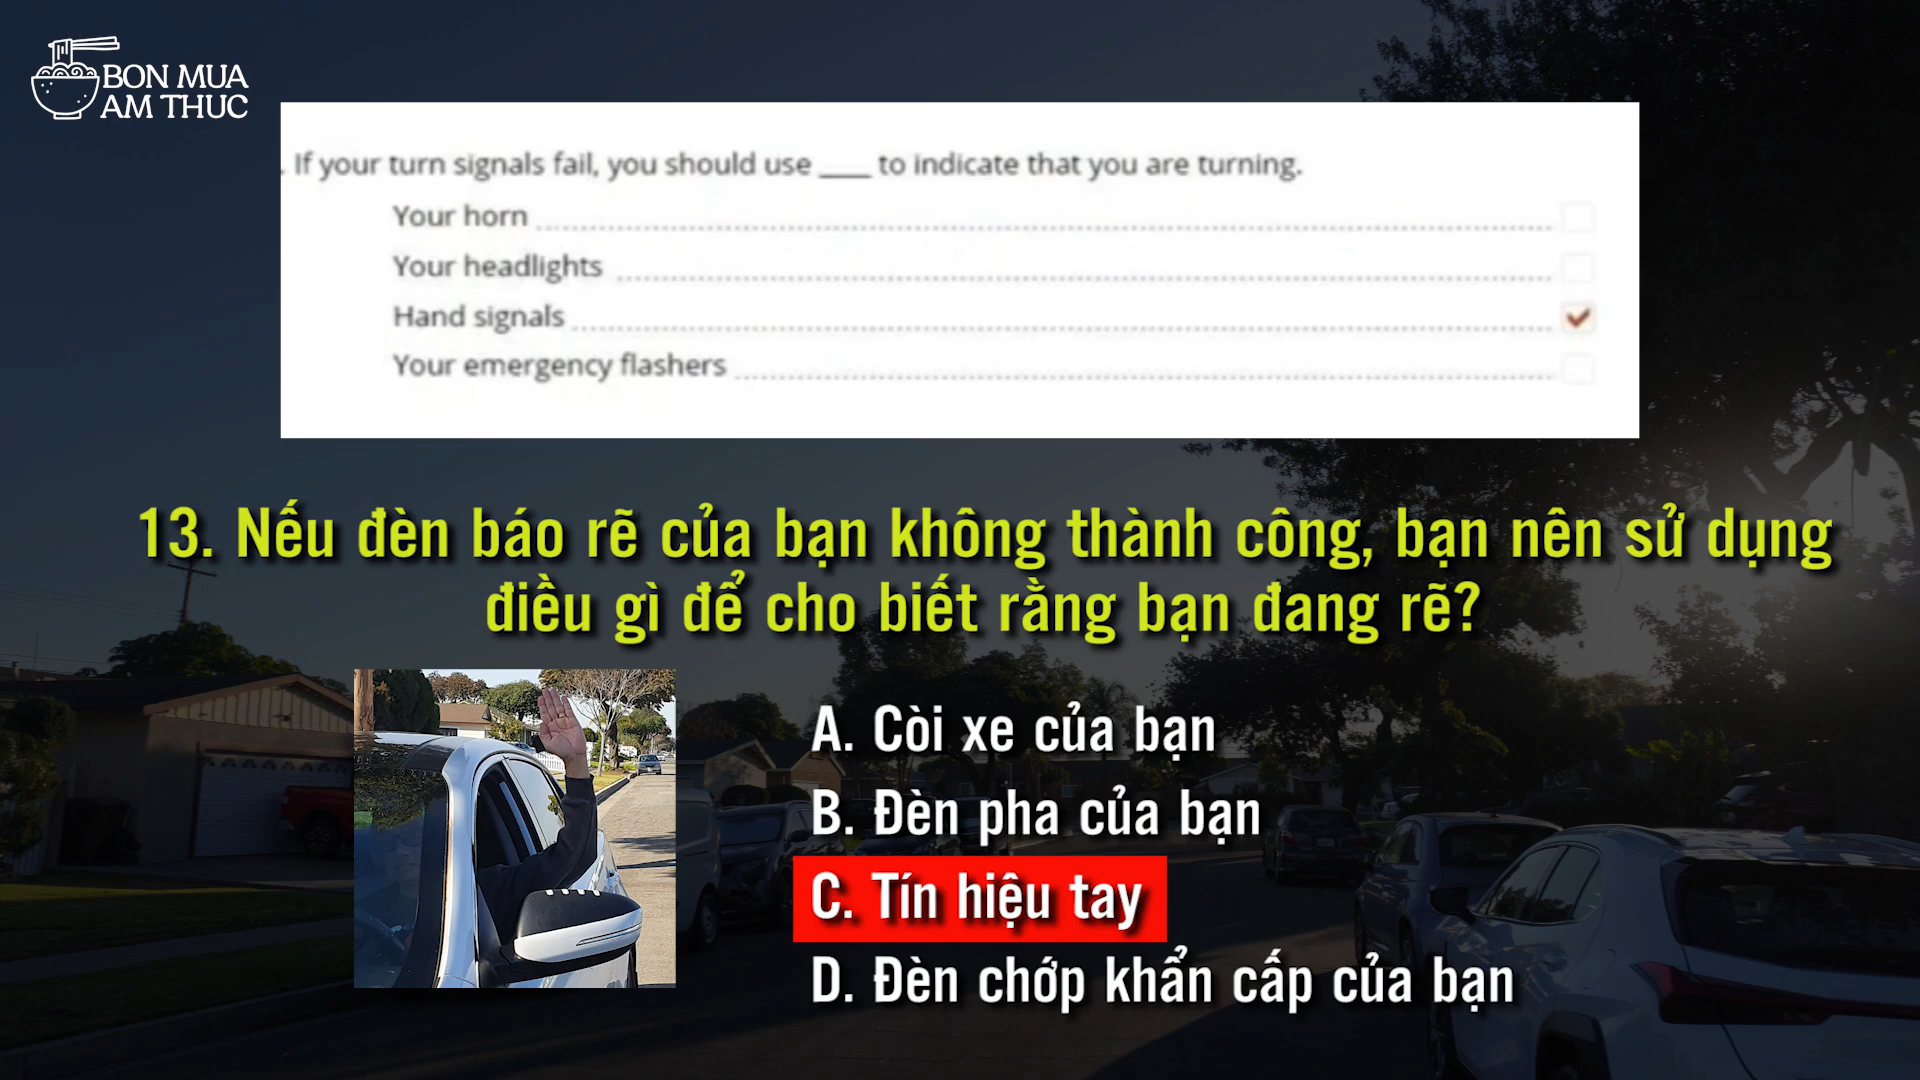 BON MUA
AM THUC
. If your turn signals fail, you should use ____ to indicate that you are turning.
Your horn
Your headlights
Hand signals
Your emergency flashers
13. Nếu đèn báo rẽ của bạn không thành công, bạn nên sử dụng
điều gì để cho biết rằng bạn đang rẽ?
A. Còi xe của bạn
B. Đèn pha của bạn
C. Tín hiệu tay
D. Đèn chớp khẩn cấp của bạn